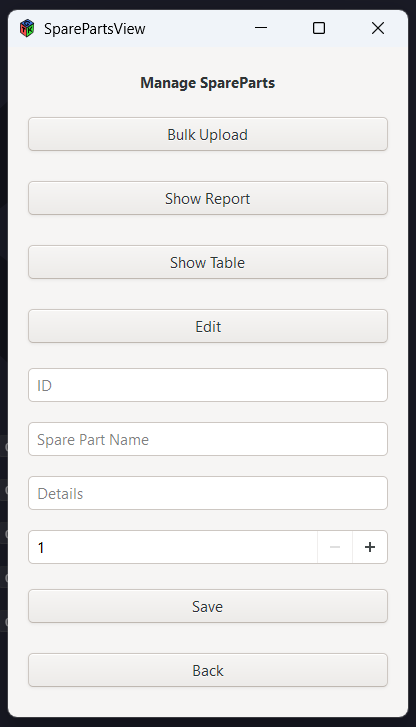 SparePartsView
Manage SpareParts
Bulk Upload
Show Report
Show Table
Edit
ID
Spare Part Name
Details
1
Save
Back